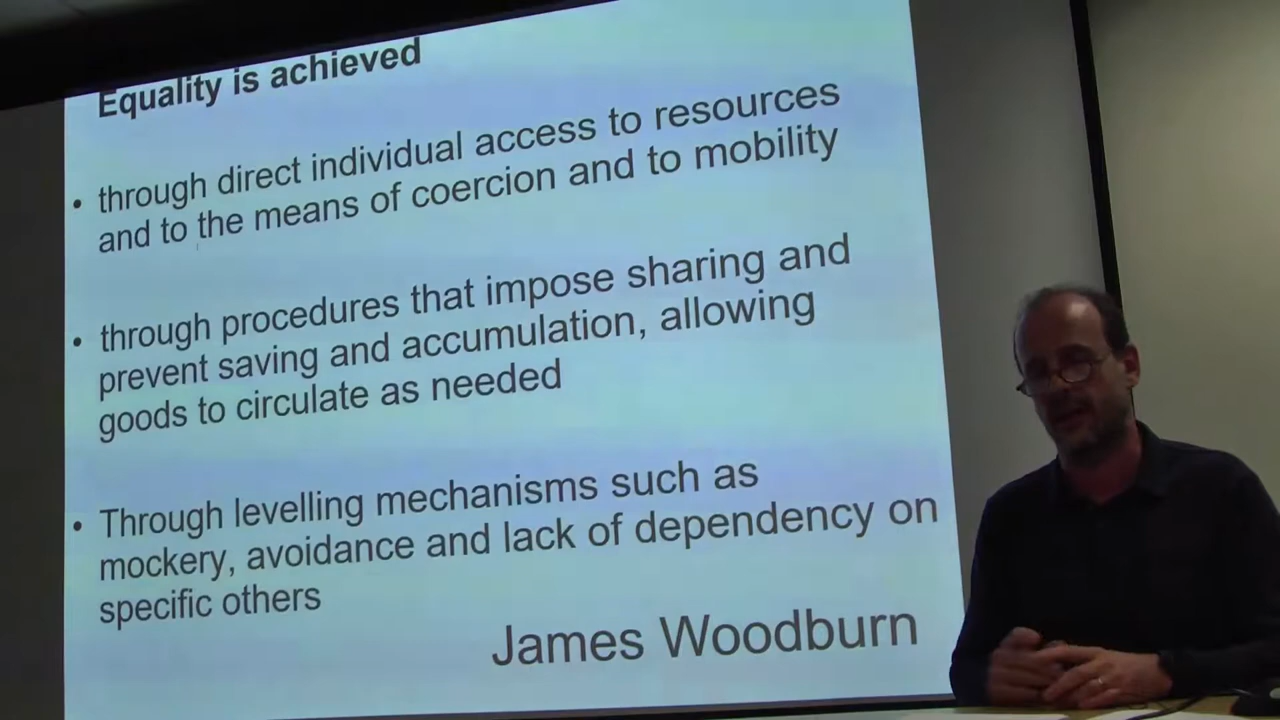 Equality is achieved
• through direct individual access to resources
and to the means of coercion and to mobility
• through procedures that impose sharing and
prevent saving and accumulation, allowing
goods to circulate as needed
• Through levelling mechanisms such as
mockery, avoidance and lack of dependency on
specific others
James Woodburn